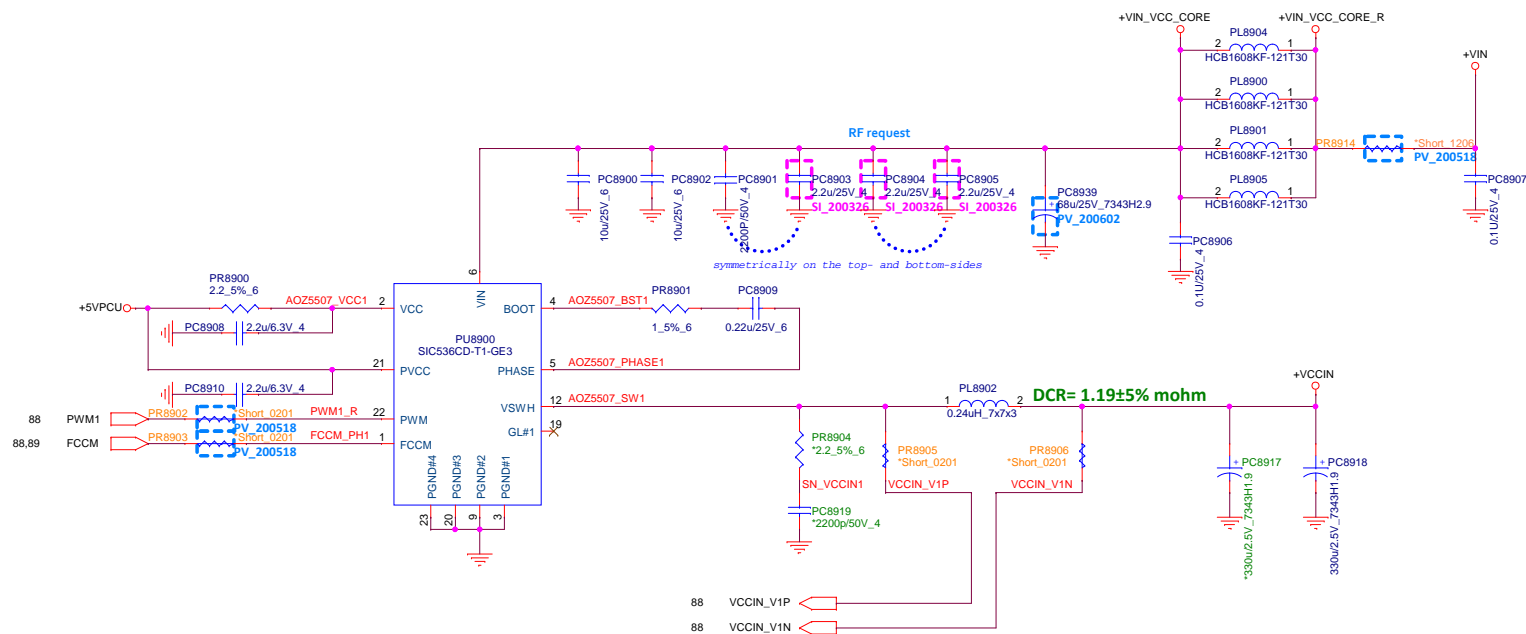 +VIN_VCC_CORE
+VIN_VCC_CORE_R
PL8904
2
1
HCB1608KF-121T30
+VIN
PL8900
2
1
HCB1608KF-121T30
RF request
PL8901
2
1
HCB1608KF-121T30
PR8914
*Short_1206
PV_200518
PL8905
2
1
HCB1608KF-121T30
PC8900
10u/25V_6
PC8902
10u/25V_6
PC8901
2200P/50V_4
PC8903
2.2u/25V_4
SI_200326
PC8904
2.2u/25V_4
SI_200326
PC8905
2.2u/25V_4
SI_200326
PC8939
+
68u/25V_7343H2.9
PV_200602
PC8907
0.1U/25V_4
PC8906
0.1U/25V_4
symmetrically on the top- and bottom-sides
PR8900
2.2_5%_6
+5VPCU
AOZ5507_VCC1
2
VCC
6
VIN
BOOT
4
AOZ5507_BST1
PR8901
1_5%_6
PC8909
0.22u/25V_6
PC8908
2.2u/6.3V_4
PU8900
SIC536CD-T1-GE3
21
PVCC
PHASE
5
AOZ5507_PHASE1
PC8910
2.2u/6.3V_4
88
PWM1
PR8902
*Short_0201
PV_200518
PWM1_R
22
PWM
88,89
FCCM
PR8903
*Short_0201
PV_200518
FCCM_PH1
1
FCCM
VSWH
12
AOZ5507_SW1
GL#1
19
PGND#4
PGND#3
PGND#2
PGND#1
23
20
9
3
PL8902
1
2
0.24uH_7x7x3
DCR= 1.19±5% mohm
+VCCIN
PR8904
*2.2_5%_6
SN_VCCIN1
PC8919
*2200p/50V_4
PR8905
*Short_0201
VCCIN_V1P
PR8906
*Short_0201
VCCIN_V1N
+
PC8917
*330u/2.5V_7343H1.9
+
PC8918
330u/2.5V_7343H1.9
88
VCCIN_V1P
88
VCCIN_V1N